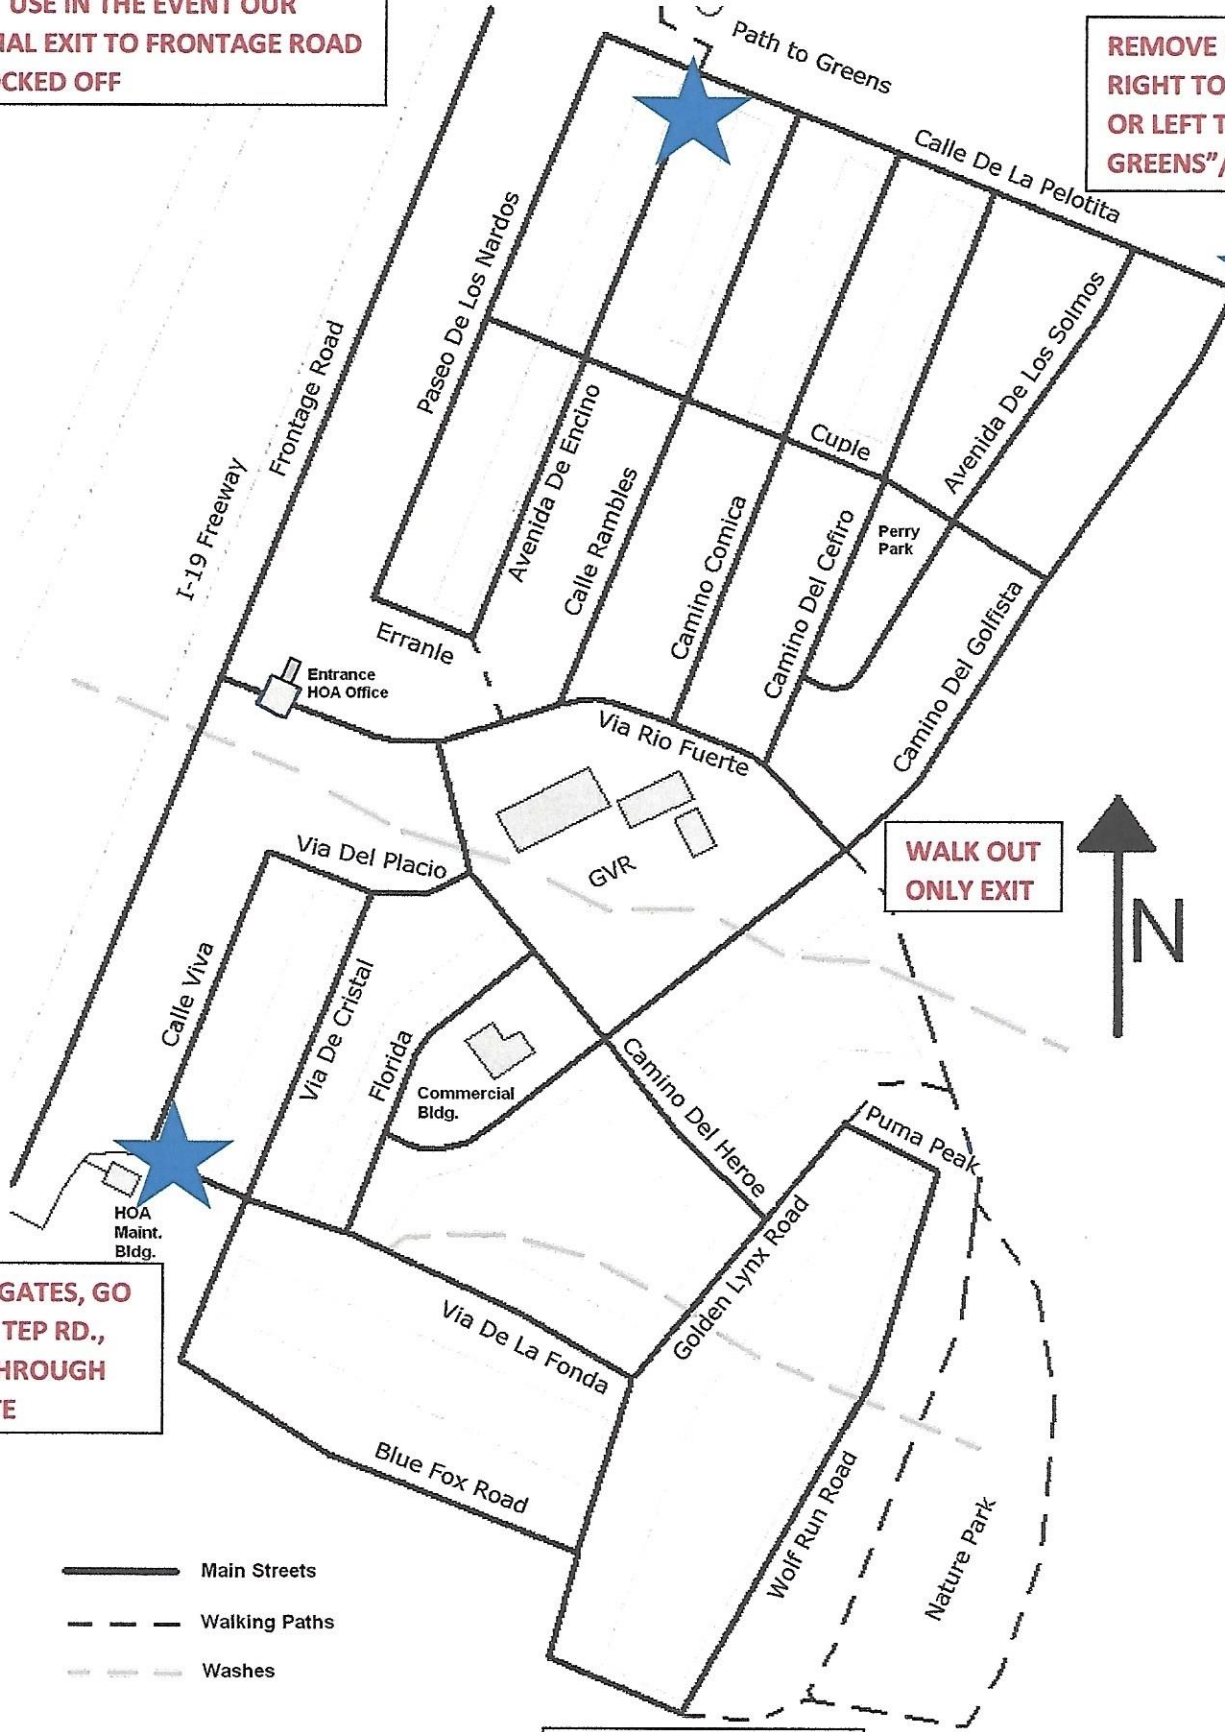 USE IN THE EVENT OUR
NAL EXIT TO FRONTAGE ROAD
OCKED OFF
REMOVE
RIGHT TO
OR LEFT T
GREENS"/
Path to Greens
Calle De La Pelotita
Paseo De Los Nardos
Frontage Road
I-19 Freeway
Avenida De Encino
Calle Rambles
Camino Comica
Camino Del Cefiro
Cuple
Avenida De Los Solmos
Perry
Park
Camino Del Golfista
Erranle
Entrance
HOA Office
Via Rio Fuerte
GVR
WALK OUT
ONLY EXIT
N
Via Del Placio
Calle Viva
Via De Cristal
Florida
Commercial
Bldg.
Camino Del Heroe
Puma Peak
Golden Lynx Road
HOA
Maint.
Bldg.
GATES, GO
TEP RD.,
HROUGH
TE
Via De La Fonda
Blue Fox Road
Wolf Run Road
Nature Park
Main Streets
Walking Paths
Washes